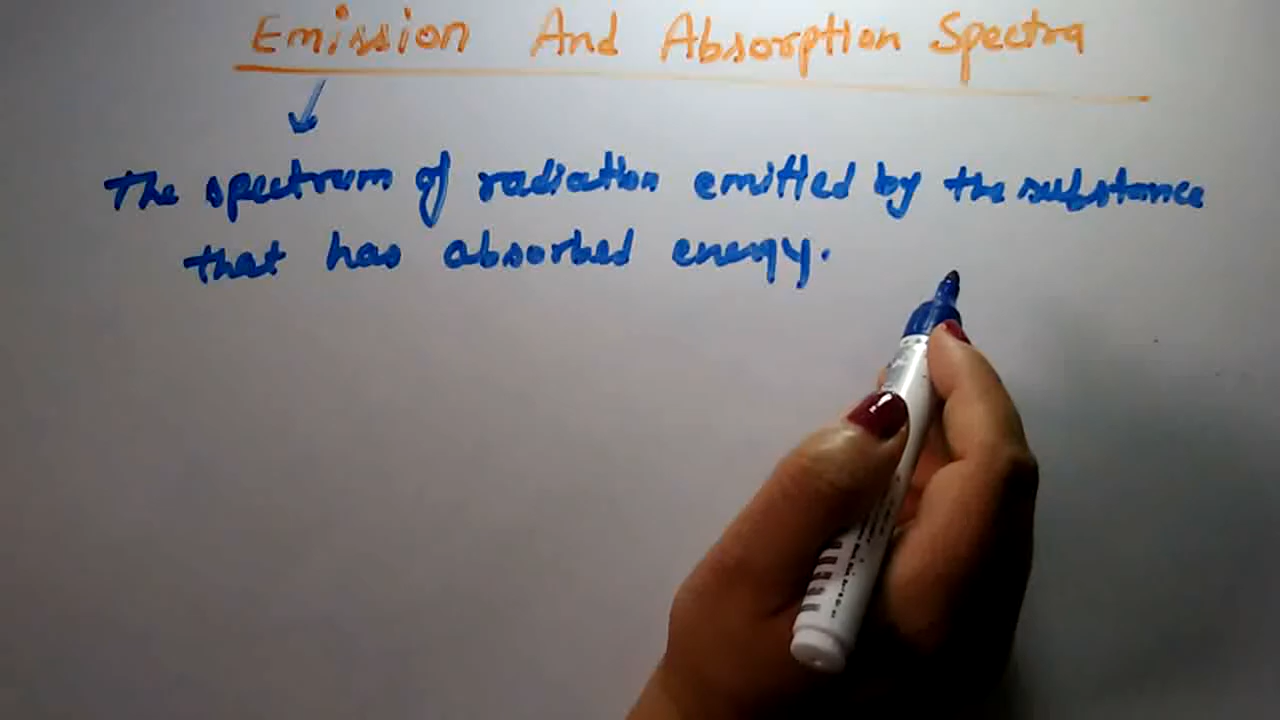 Emission And Absorption Spectra
The spectrum of radiation emitted by the substance
that has absorbed energy.